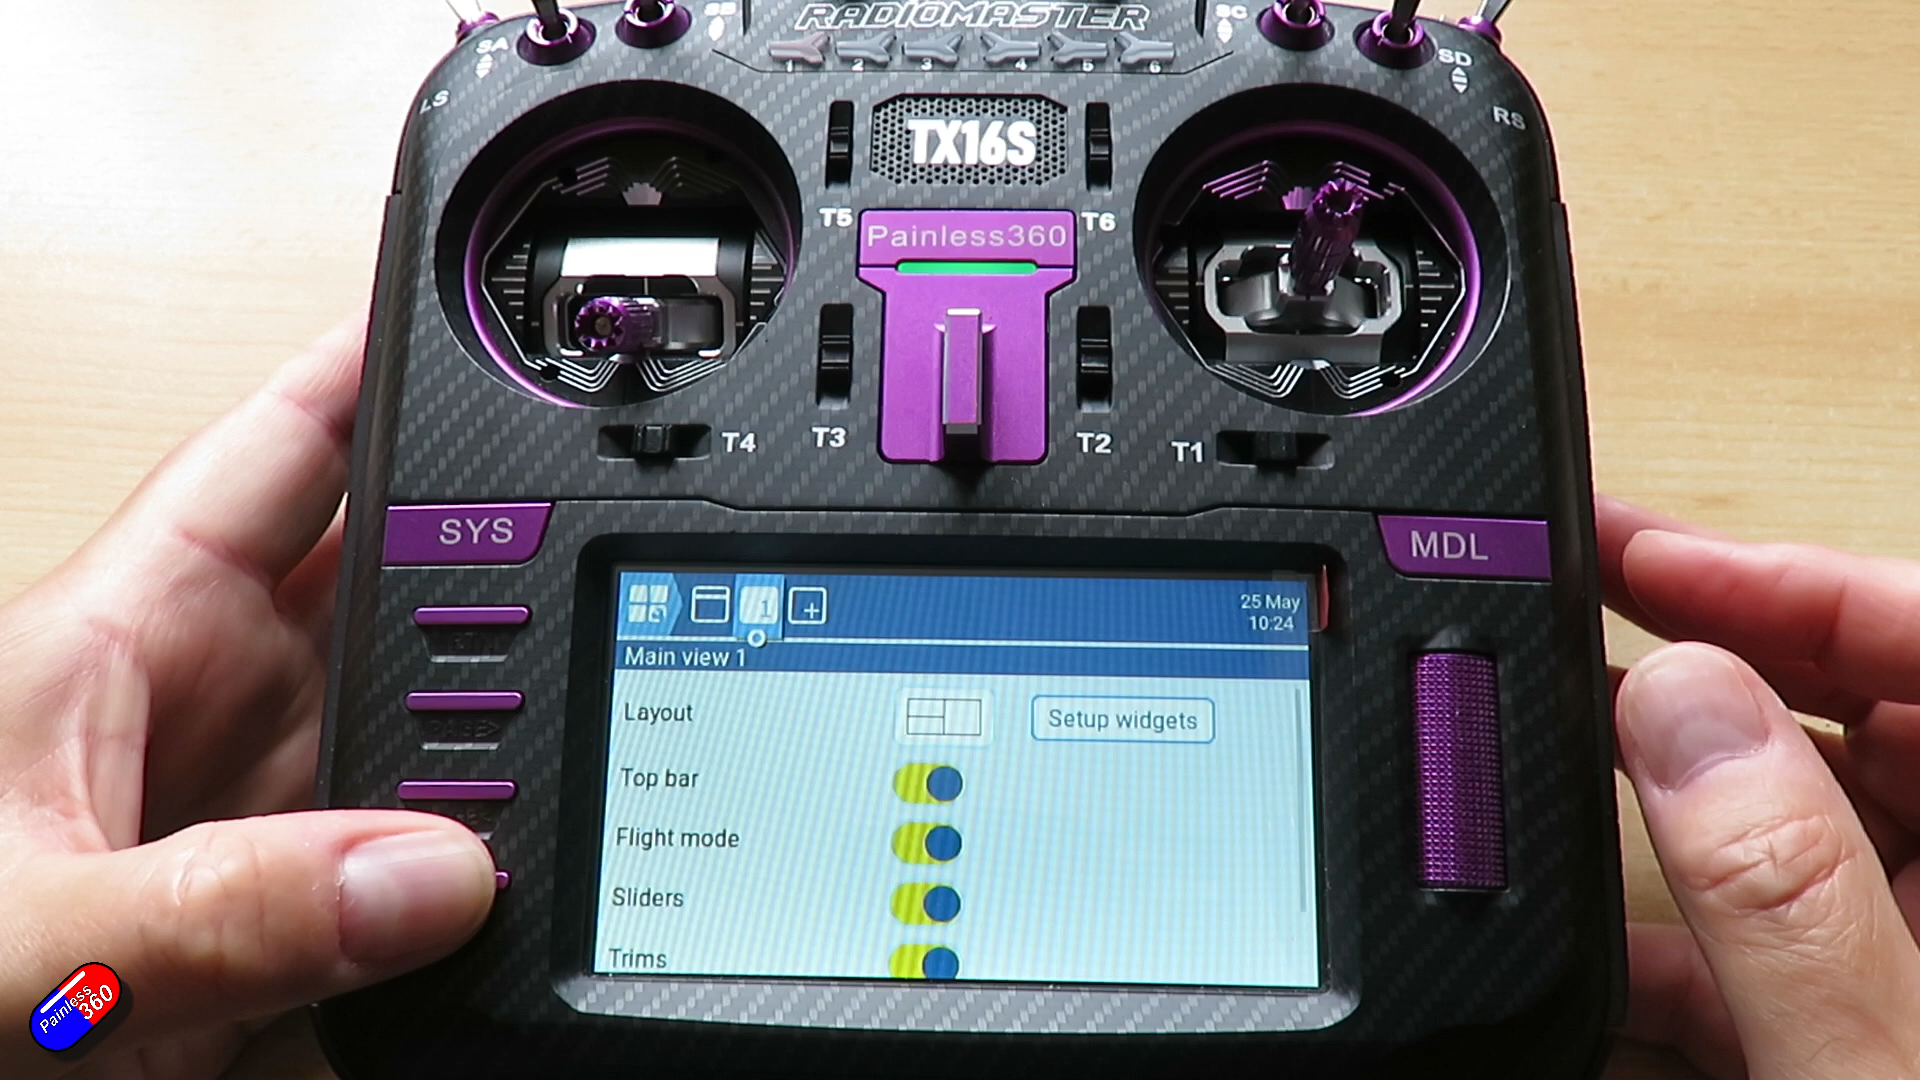 RADIOMASTER
SA
SB
SC
SD
1 2 3 4 5 6
LS
RS
TX16S
T5
T6
Painless360
T4
T3
T2
T1
SYS
MDL
1
25 May
10:24
Main view 1
Layout
Setup widgets
Top bar
Flight mode
Sliders
Trims
Painless
360